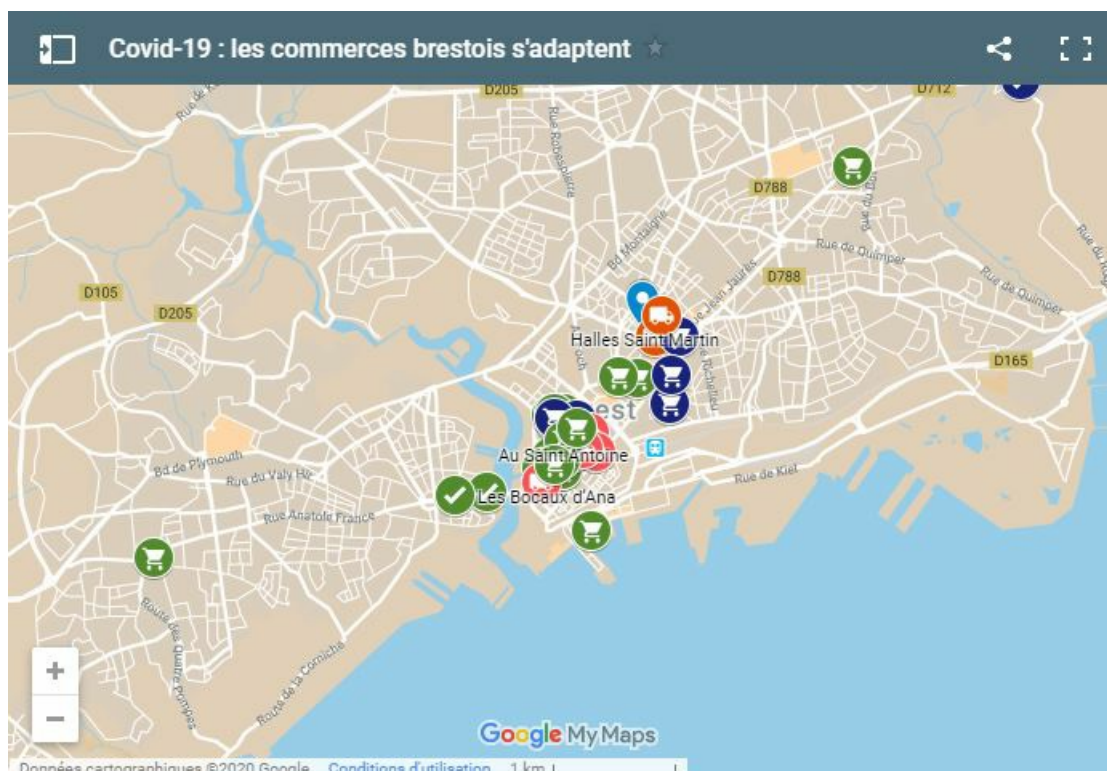 Covid-19 : les commerces brestois s'adaptent
D205
D712
D788
Rue Robespierre
Bd Montaigne
Rue de Quimper
D788
Rue de Quimper
D105
D205
Halles Saint Martin
D165
est
Au Saint Antoine
Bd de Plymouth
Rue du Valy Hir
Rue de Kiel
Les Bocaux d'Ana
Rue Anatole France
Route des Quatre Pompes
Route de la Corniche
+
−
Google My Maps
Données cartographiques ©2020 Google Conditions d'utilisation 1 km